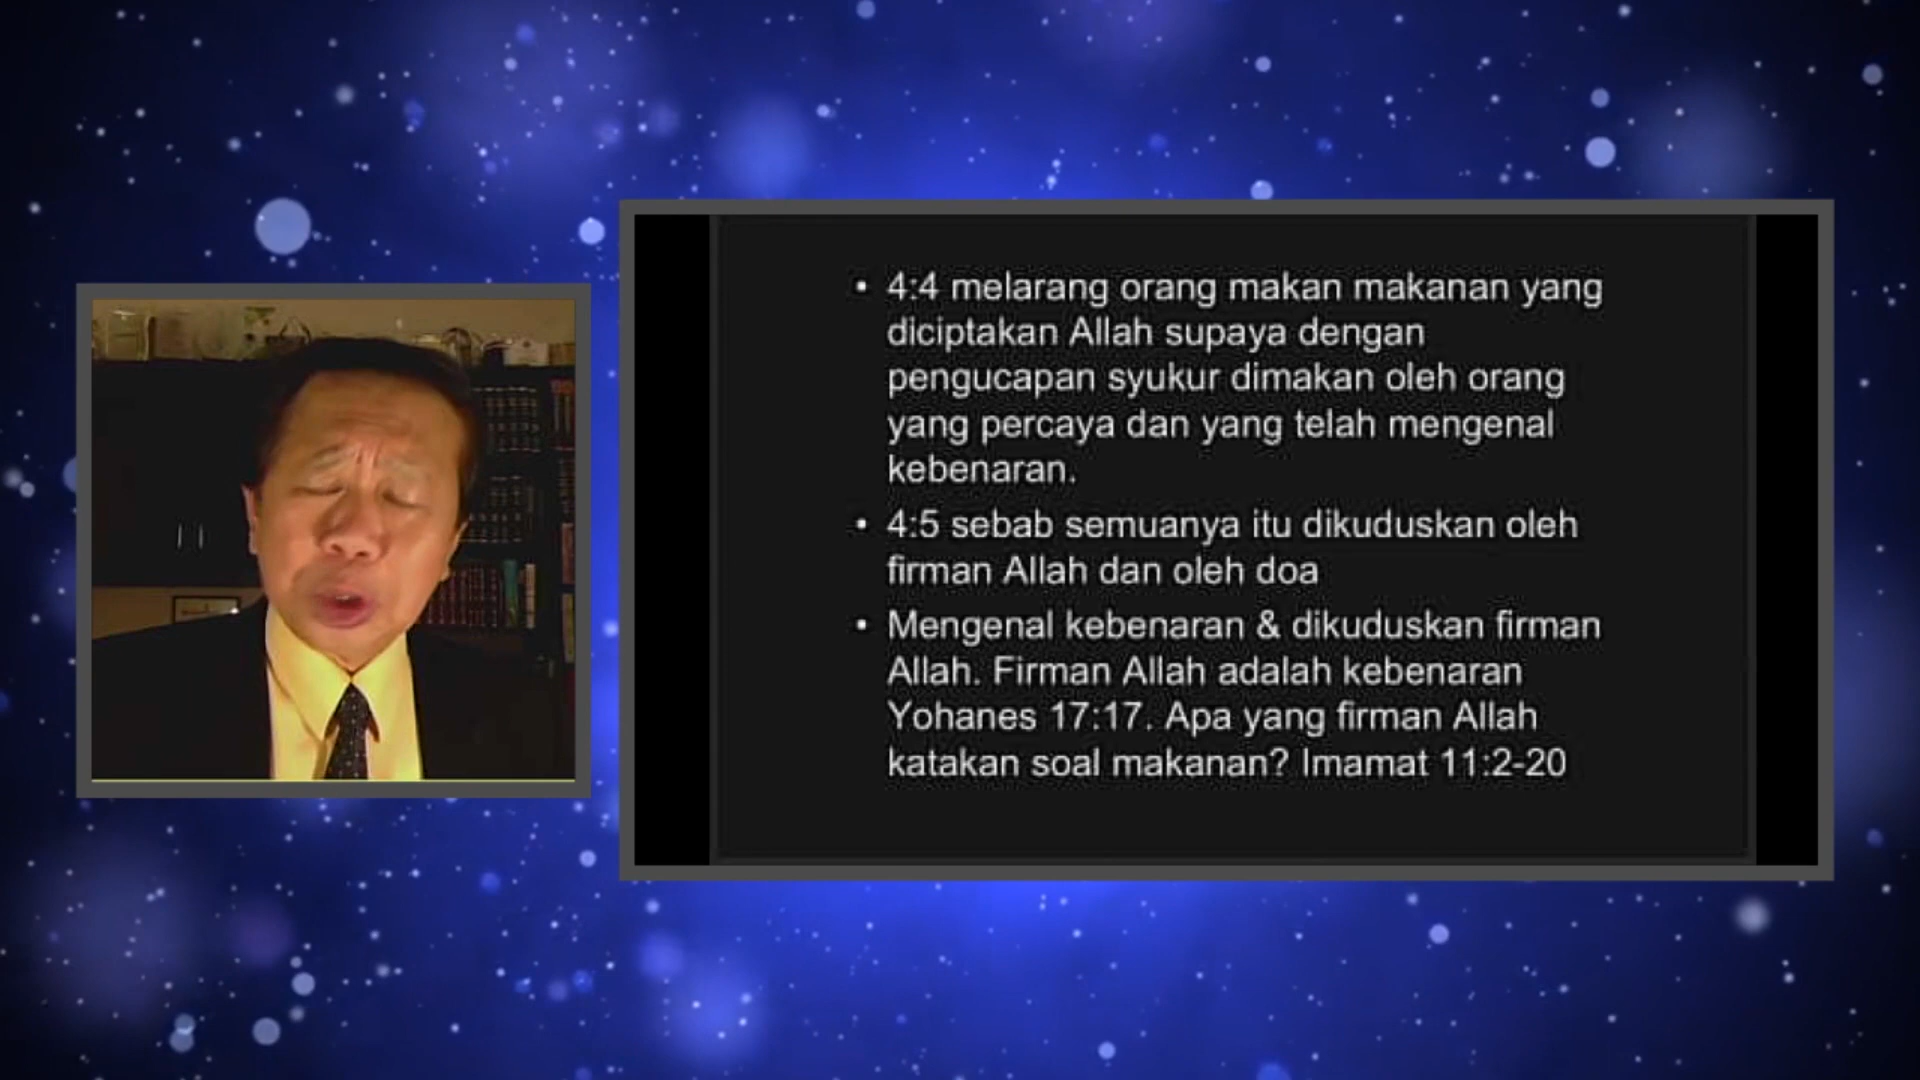 • 4:4 melarang orang makan makanan yang
diciptakan Allah supaya dengan
pengucapan syukur dimakan oleh orang
yang percaya dan yang telah mengenal
kebenaran.
• 4:5 sebab semuanya itu dikuduskan oleh
firman Allah dan oleh doa
• Mengenal kebenaran & dikuduskan firman
Allah. Firman Allah adalah kebenaran
Yohanes 17:17. Apa yang firman Allah
katakan soal makanan? Imamat 11:2-20